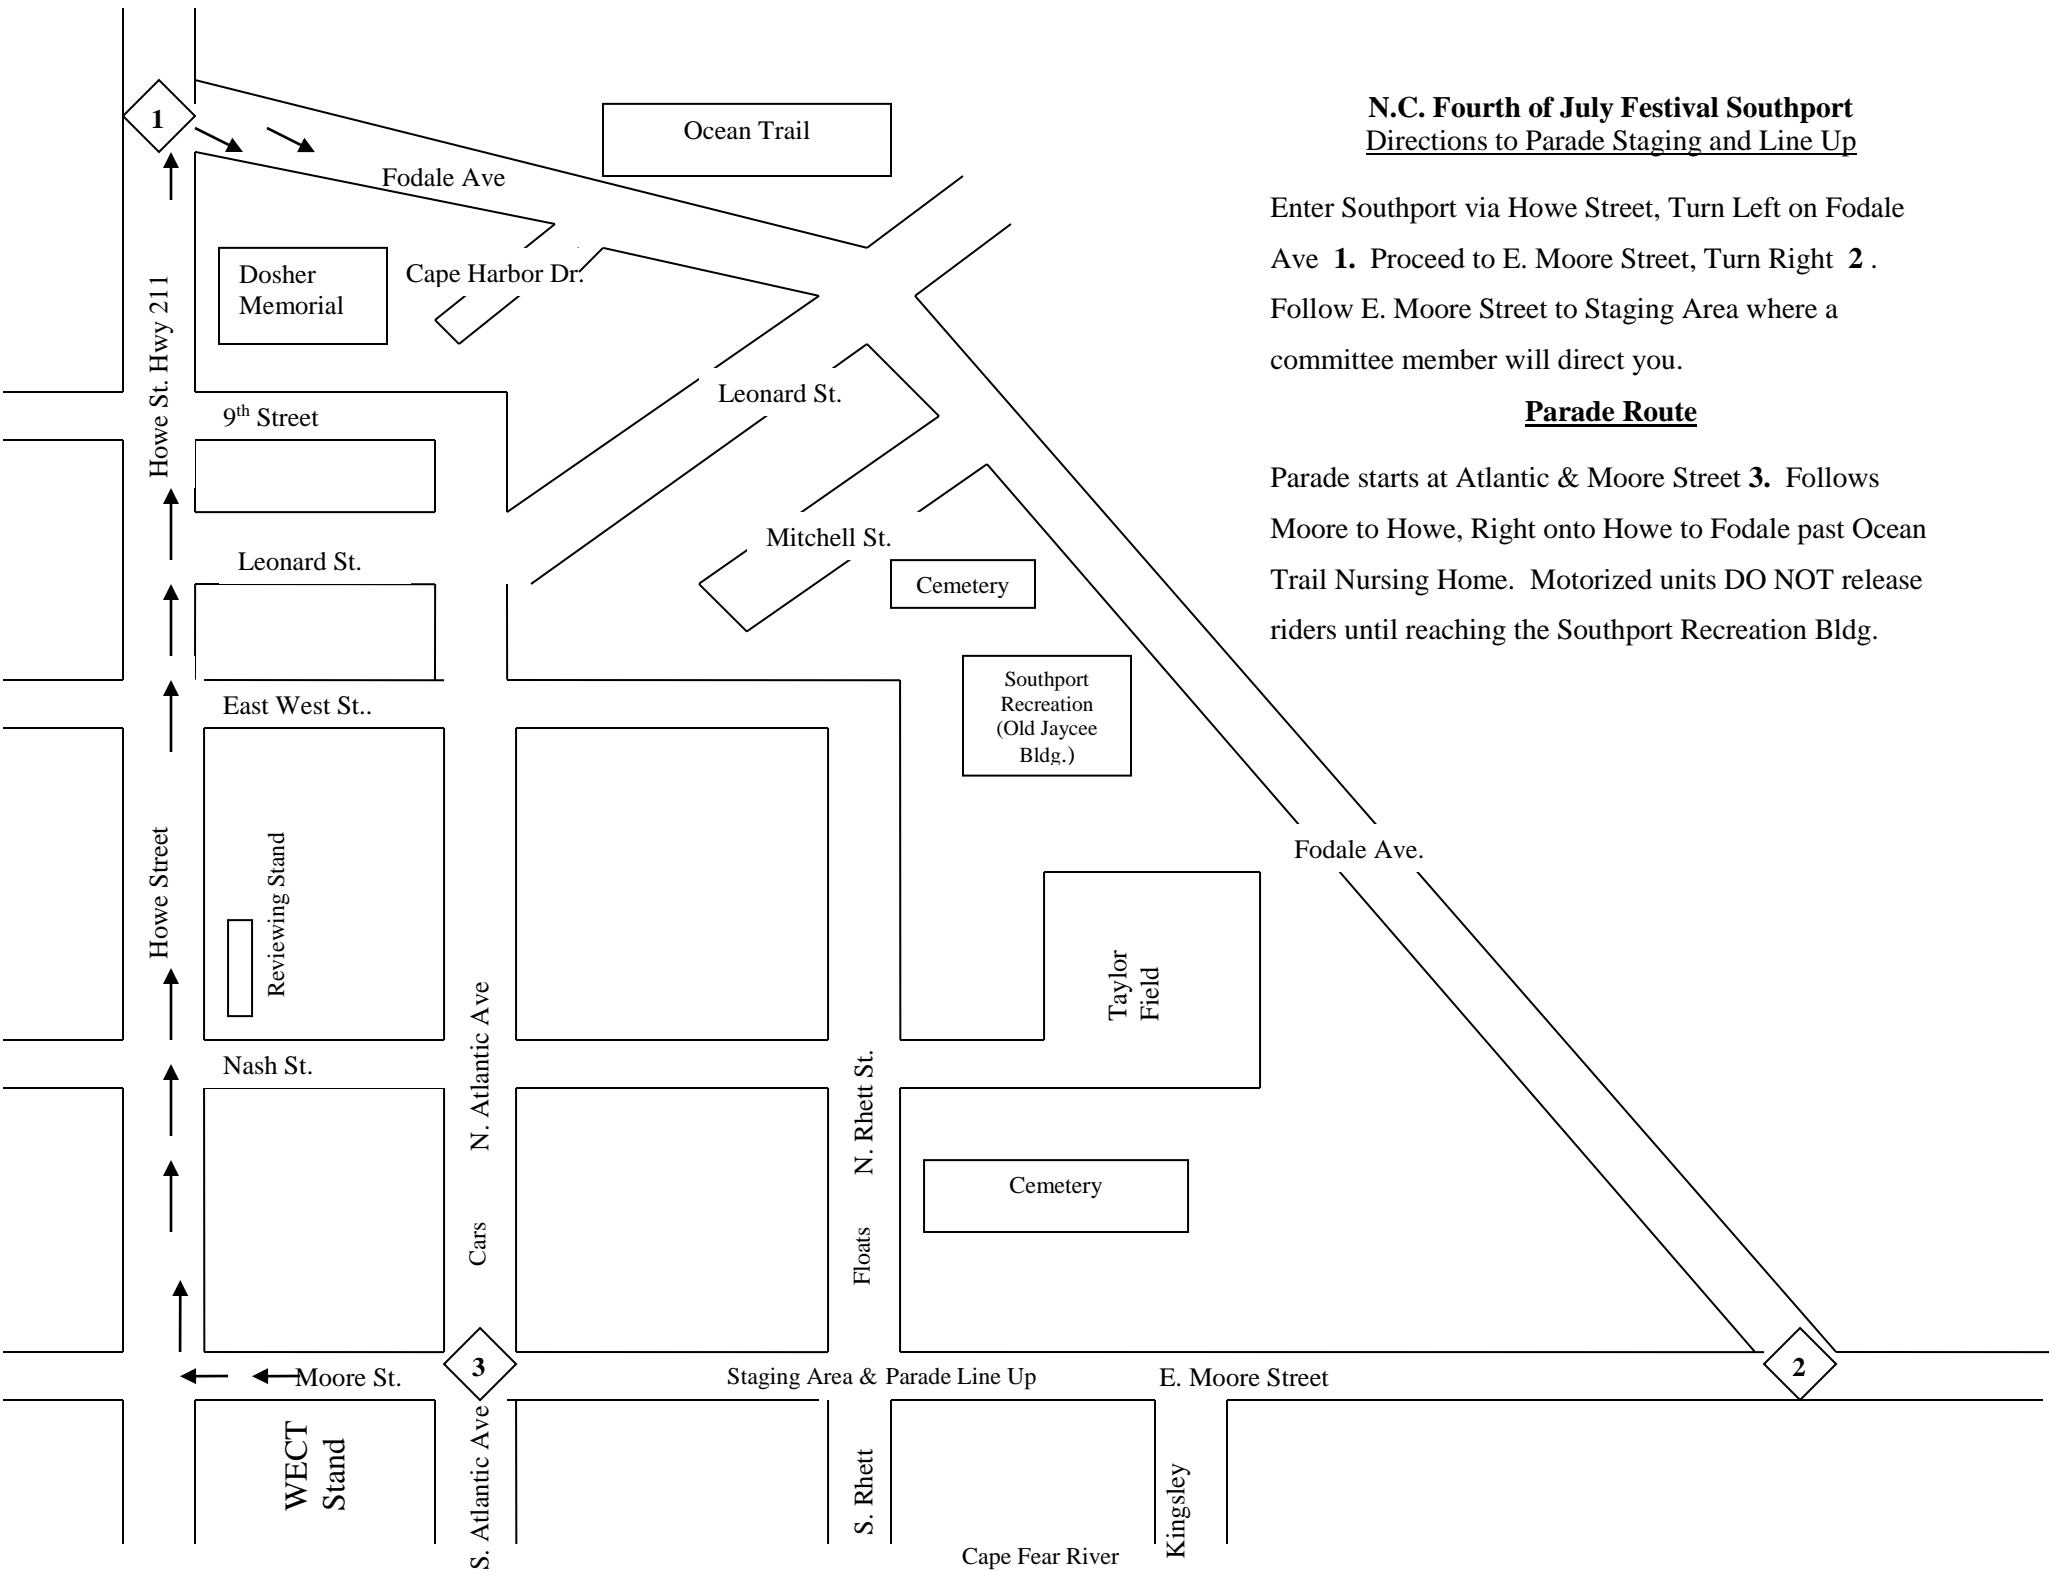 N.C. Fourth of July Festival Southport
Directions to Parade Staging and Line Up
Enter Southport via Howe Street, Turn Left on Fodale
Ave 1. Proceed to E. Moore Street, Turn Right 2 .
Follow E. Moore Street to Staging Area where a
committee member will direct you.
Parade Route
Parade starts at Atlantic & Moore Street 3. Follows
Moore to Howe, Right onto Howe to Fodale past Ocean
Trail Nursing Home. Motorized units DO NOT release
riders until reaching the Southport Recreation Bldg.
1
Ocean Trail
Fodale Ave
Dosher
Memorial
Cape Harbor Dr.
Howe St. Hwy 211
9th Street
Leonard St.
Leonard St.
Mitchell St.
Cemetery
East West St..
Southport
Recreation
(Old Jaycee
Bldg.)
Howe Street
Reviewing Stand
Fodale Ave.
Taylor
Field
N. Atlantic Ave
Nash St.
N. Rhett St.
Cemetery
Cars
Floats
Moore St.
3
Staging Area & Parade Line Up
E. Moore Street
2
WECT
Stand
S. Atlantic Ave
S. Rhett
Kingsley
Cape Fear River